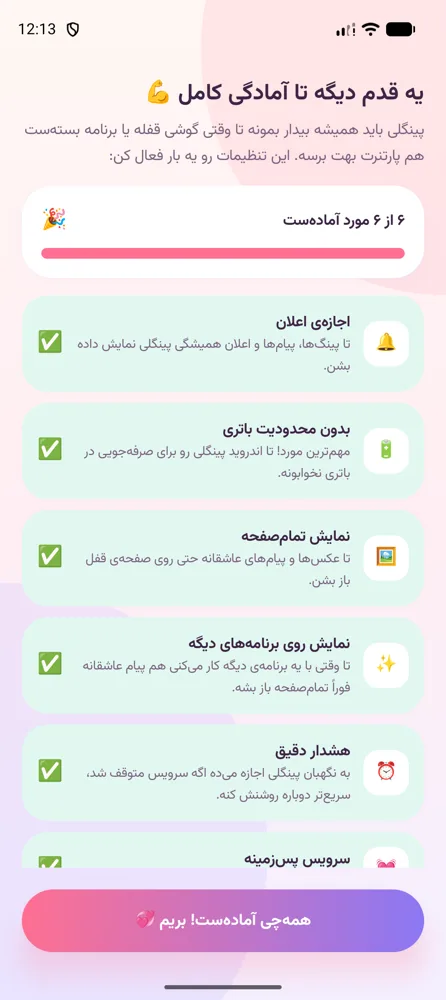 12:13
یه قدم دیگه تا آمادگی کامل 💪
پینگلی باید همیشه بیدار بمونه تا وقتی گوشی قفله یا برنامه بسته‌ست
هم پارتنرت بهت برسه. این تنظیمات رو یه بار فعال کن:
۶ از ۶ مورد آماده‌ست 🎉
اجازه‌ی اعلان
تا پینگ‌ها، پیام‌ها و اعلان همیشگی پینگلی نمایش داده
بشن.
بدون محدودیت باتری
مهم‌ترین مورد! تا اندروید پینگلی رو برای صرفه‌جویی در
باتری نخوابونه.
نمایش تمام‌صفحه
تا عکس‌ها و پیام‌های عاشقانه حتی روی صفحه‌ی قفل
باز بشن.
نمایش روی برنامه‌های دیگه
تا وقتی با یه برنامه‌ی دیگه کار می‌کنی هم پیام عاشقانه
فوراً تمام‌صفحه باز بشه.
هشدار دقیق
به نگهبان پینگلی اجازه می‌ده اگه سرویس متوقف شد،
سریع‌تر دوباره روشنش کنه.
سرویس پس‌زمینه
همه‌چی آماده‌ست! بریم 💞